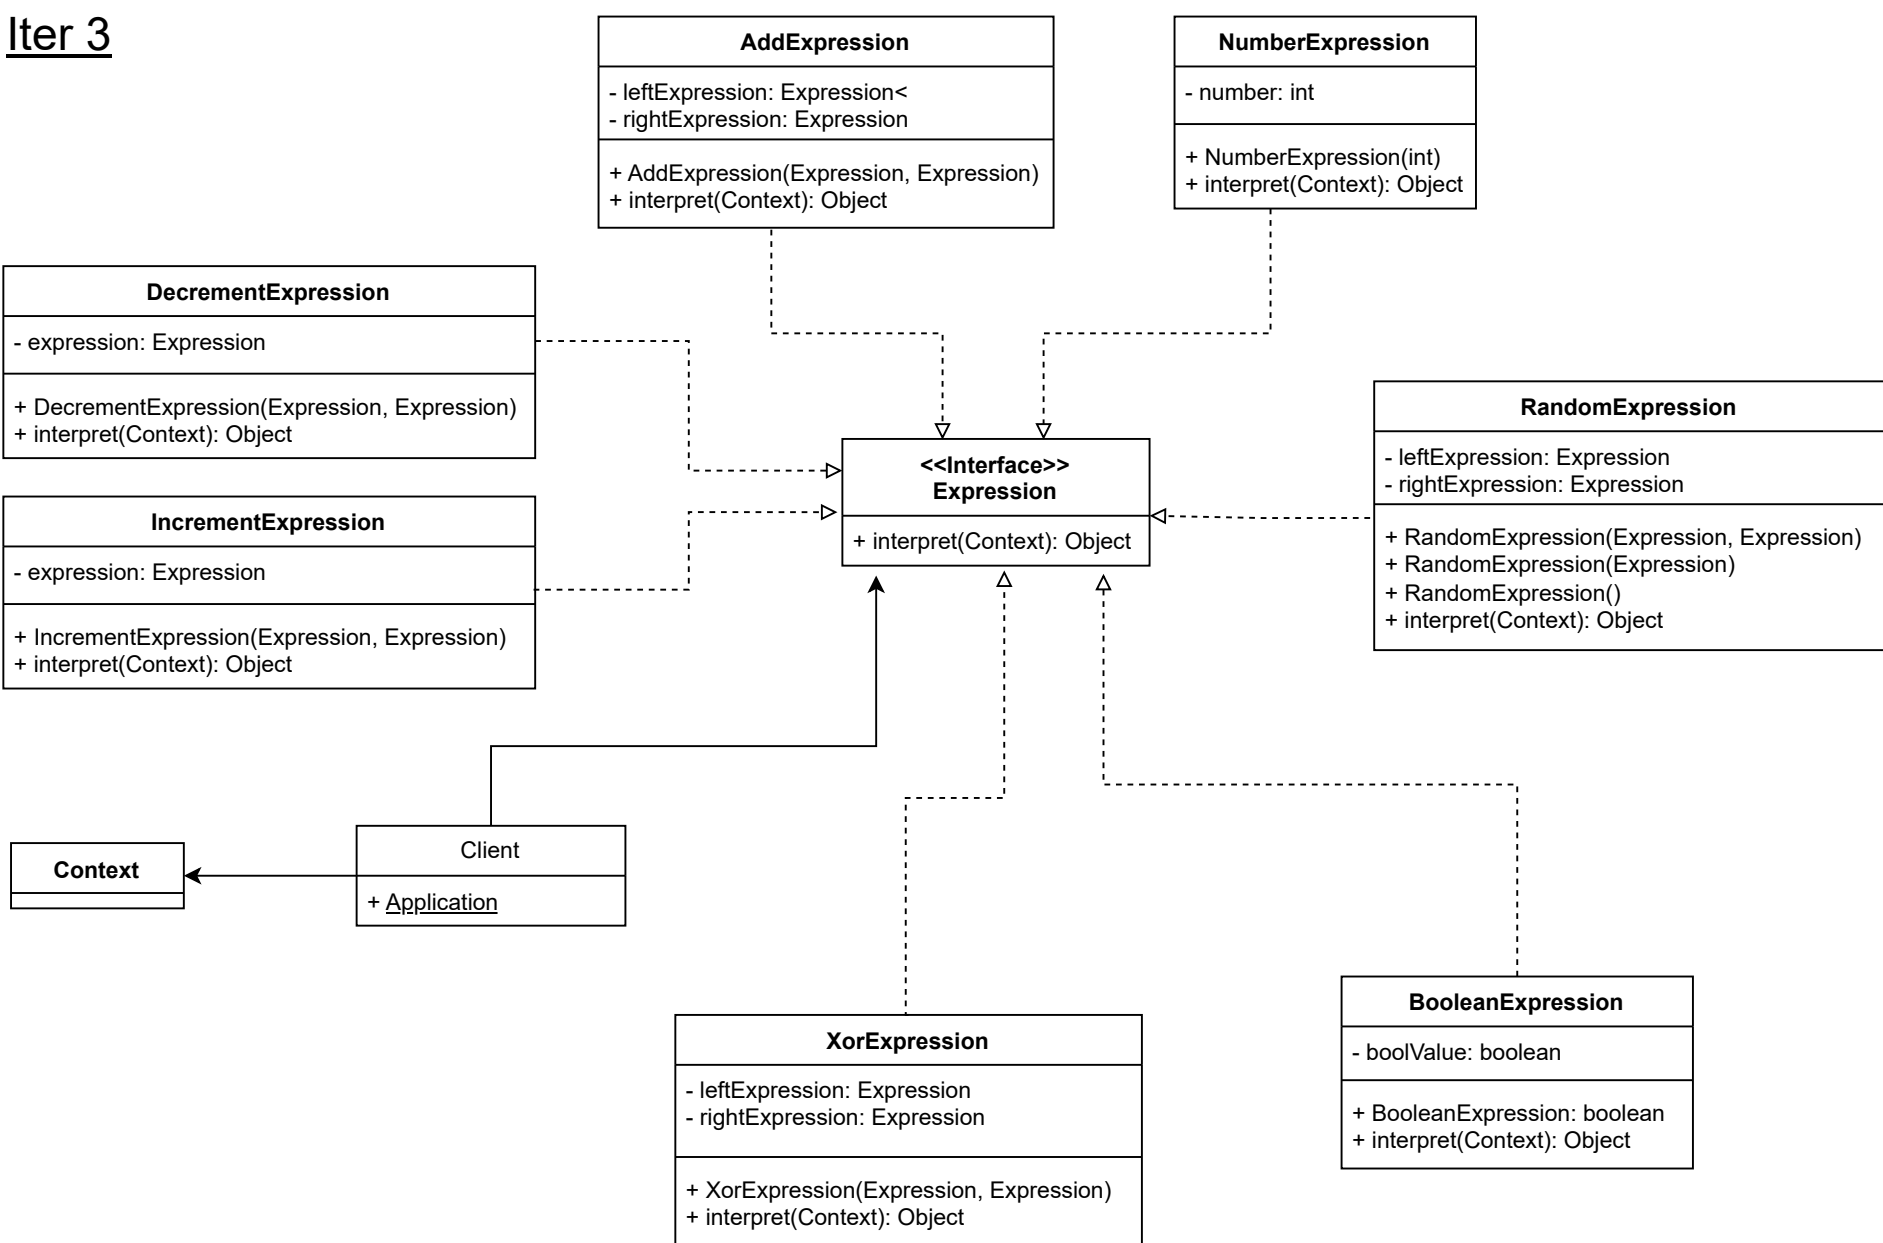 Iter 3
AddExpression
- leftExpression: Expression<
- rightExpression: Expression
+ AddExpression(Expression, Expression)
+ interpret(Context): Object
NumberExpression
- number: int
+ NumberExpression(int)
+ interpret(Context): Object
DecrementExpression
- expression: Expression
+ DecrementExpression(Expression, Expression)
+ interpret(Context): Object
<<Interface>>
Expression
+ interpret(Context): Object
RandomExpression
- leftExpression: Expression
- rightExpression: Expression
+ RandomExpression(Expression, Expression)
+ RandomExpression(Expression)
+ RandomExpression()
+ interpret(Context): Object
IncrementExpression
- expression: Expression
+ IncrementExpression(Expression, Expression)
+ interpret(Context): Object
Context
Client
+ Application
XorExpression
- leftExpression: Expression
- rightExpression: Expression
+ XorExpression(Expression, Expression)
+ interpret(Context): Object
BooleanExpression
- boolValue: boolean
+ BooleanExpression: boolean
+ interpret(Context): Object